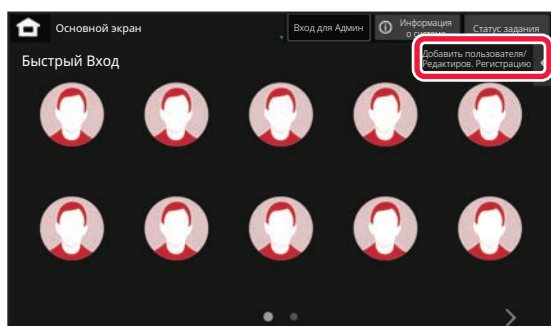 Основной экран
Вход для Админ
Информация
о системе
Статус задания
Быстрый Вход
Добавить пользователя/
Редактиров. Регистрацию